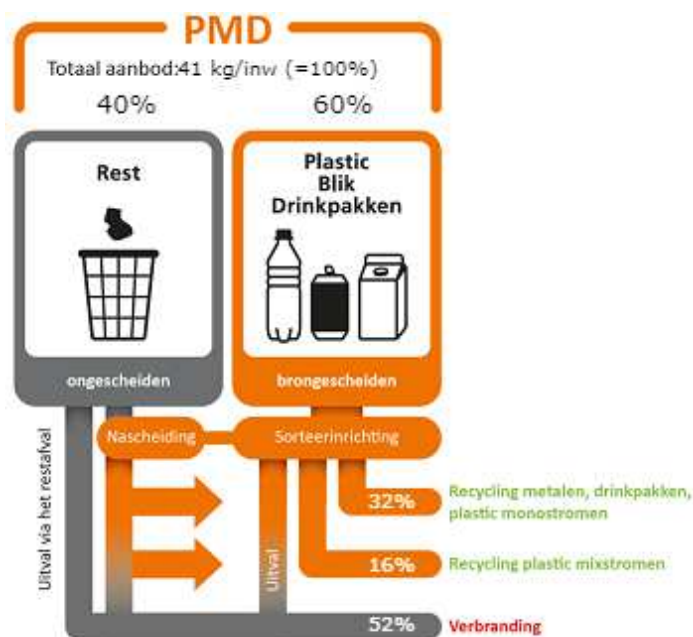 PMD
Totaal aanbod:41 kg/inw (=100%)
40%
60%
Rest
Plastic
Blik
Drinkpakken
ongescheiden
brongescheiden
Nascheiding
Sorteerinrichting
Uitval via het restafval
Uitval
32%
Recycling metalen, drinkpakken,
plastic monostromen
16%
Recycling plastic mixstromen
52%
Verbranding